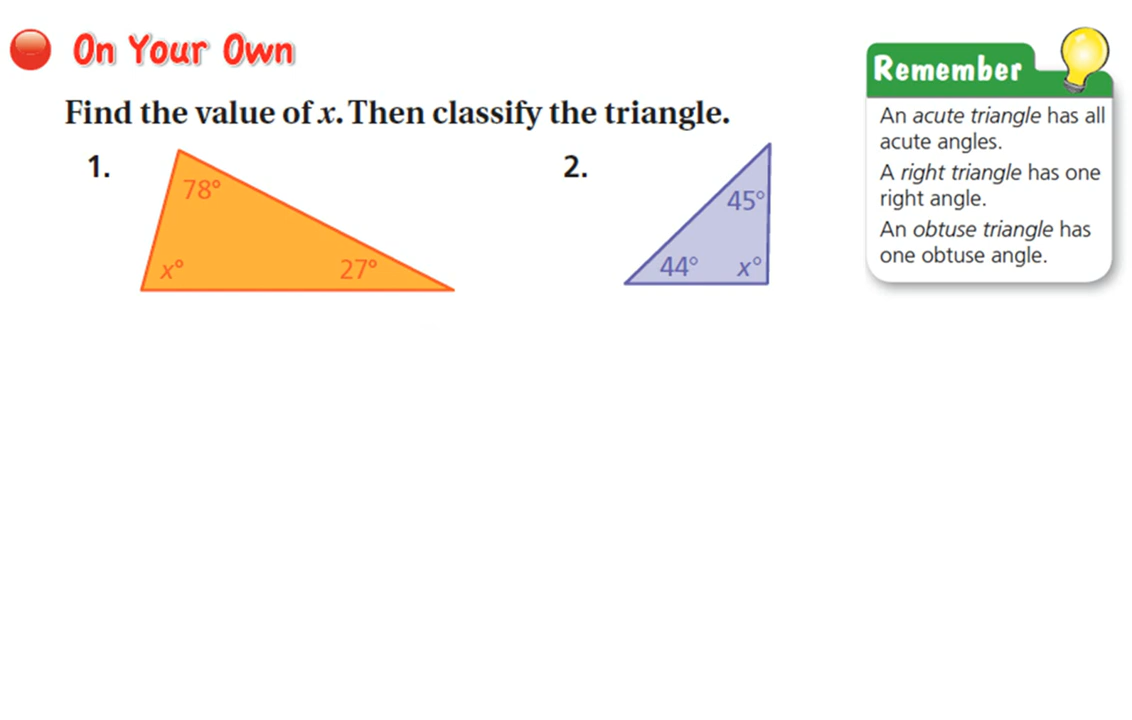 On Your Own
Find the value of x. Then classify the triangle.
1.
78°
x°
27°
2.
45°
44°
x°
Remember
An acute triangle has all
acute angles.
A right triangle has one
right angle.
An obtuse triangle has
one obtuse angle.